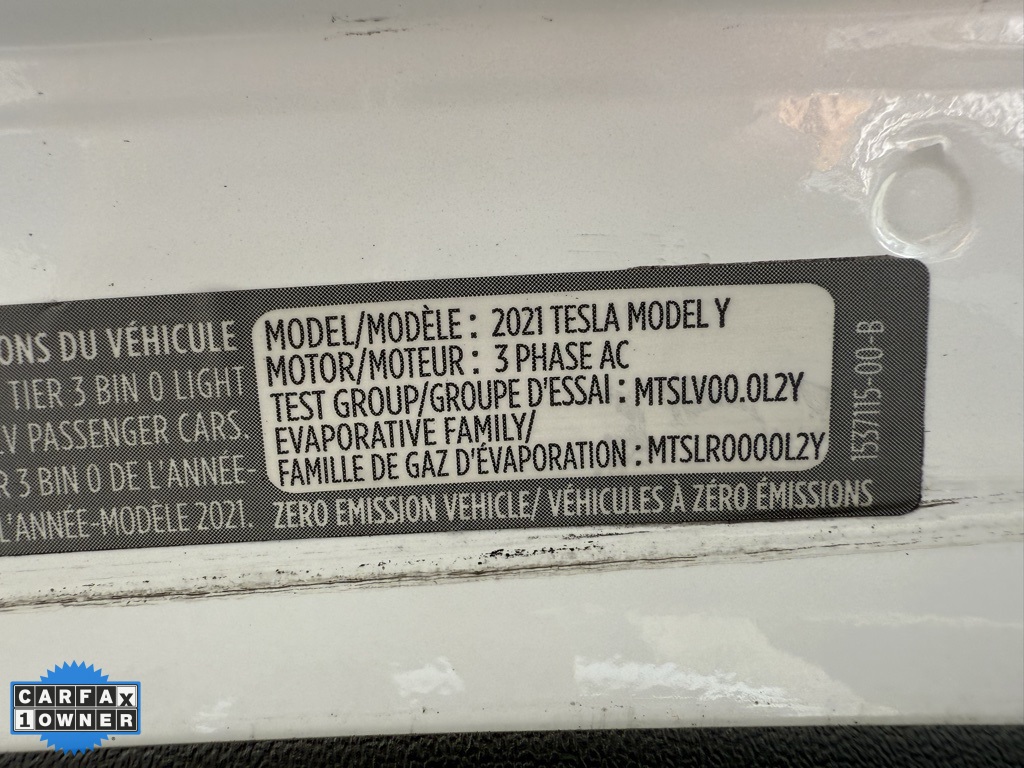 ONS DU VÉHICULE
TIER 3 BIN 0 LIGHT
V PASSENGER CARS.
R 3 BIN 0 DE L'ANNÉE-
L'ANNÉE-MODÈLE 2021.
MODEL/MODÈLE : 2021 TESLA MODEL Y
MOTOR/MOTEUR : 3 PHASE AC
TEST GROUP/GROUPE D'ESSAI : MTSLV00.0L2Y
EVAPORATIVE FAMILY/
FAMILLE DE GAZ D'ÉVAPORATION : MTSLR0000L2Y
ZERO EMISSION VEHICLE/ VÉHICULES À ZÉRO ÉMISSIONS
1537115-00-B
CARFAX
1 OWNER